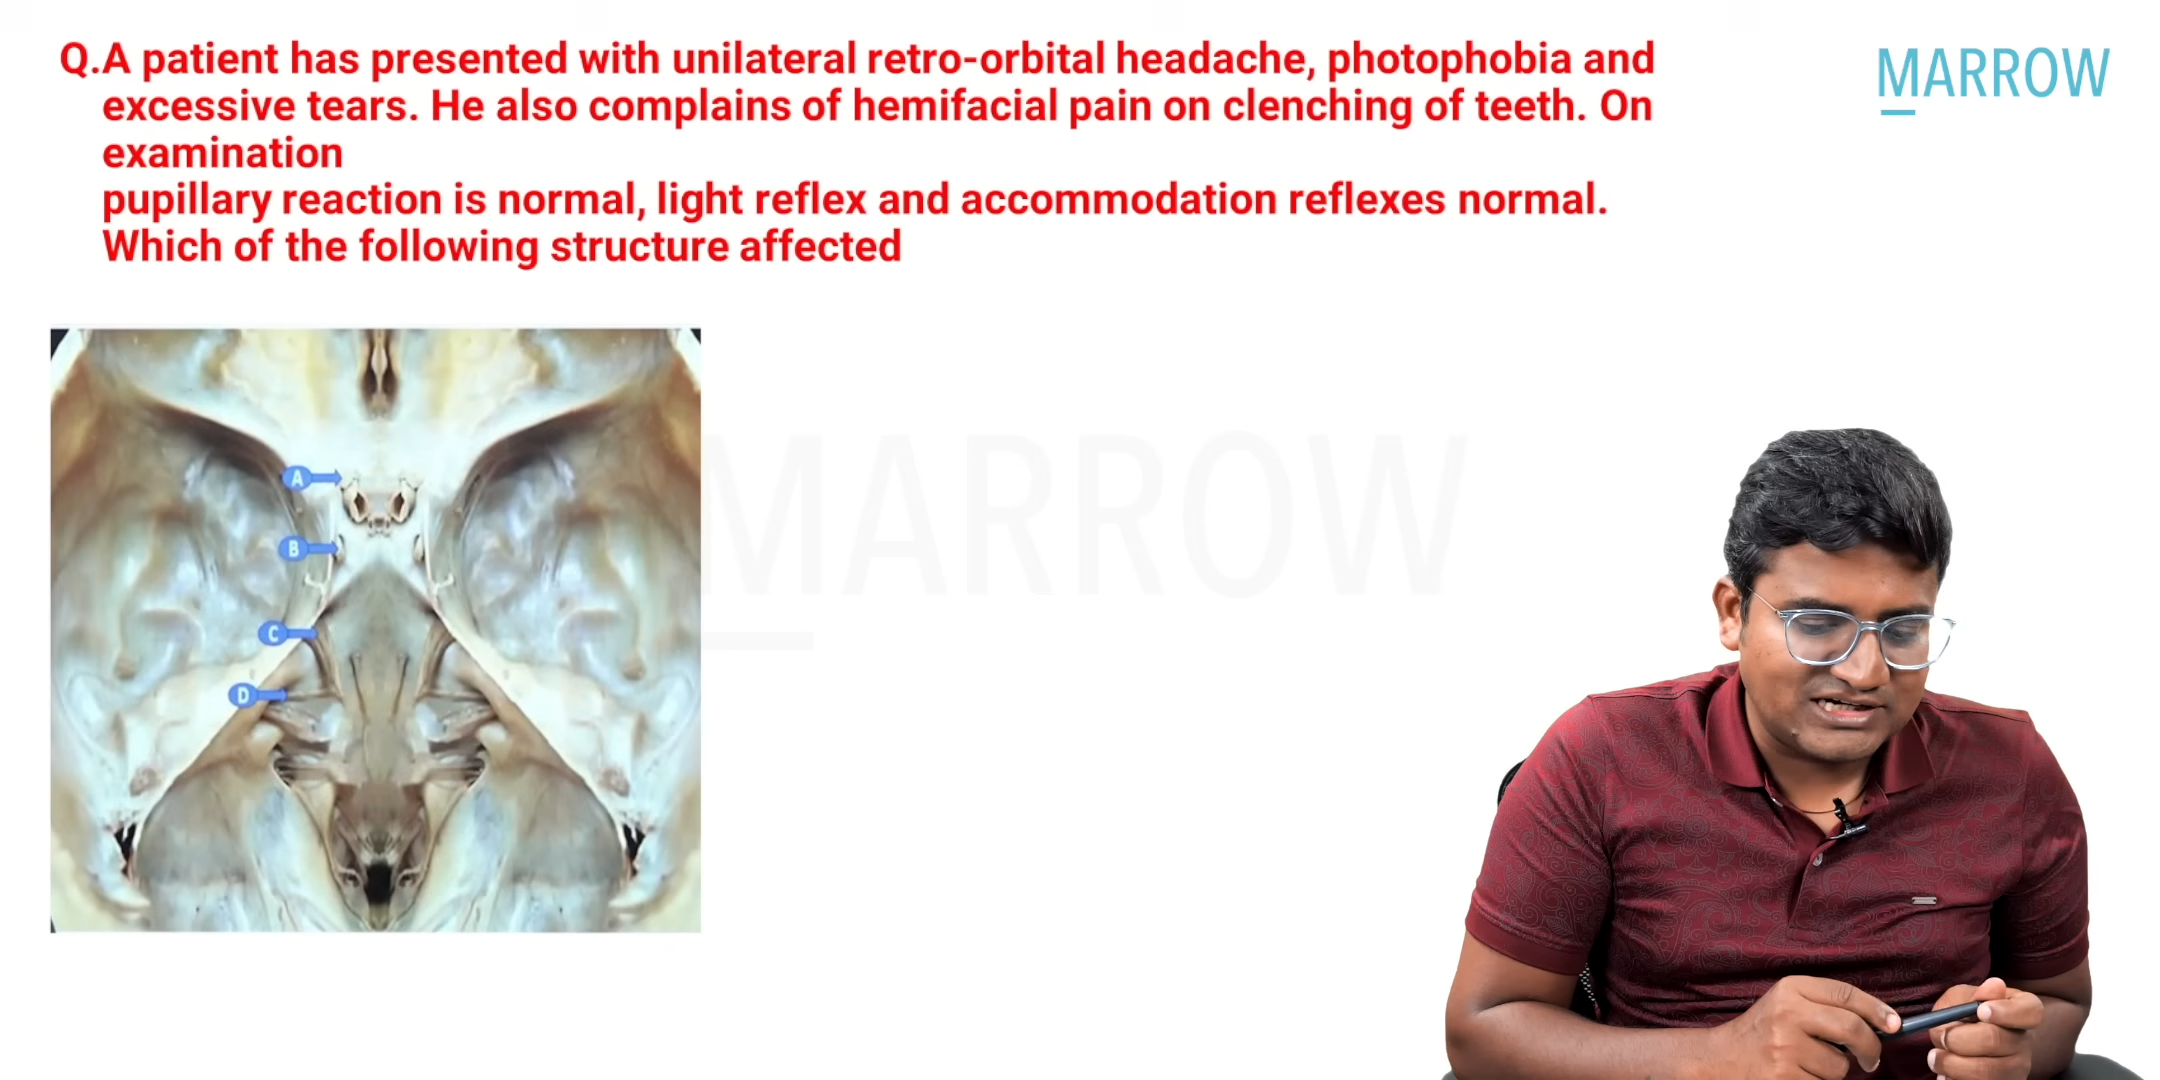 Q.A patient has presented with unilateral retro-orbital headache, photophobia and
excessive tears. He also complains of hemifacial pain on clenching of teeth. On
examination
pupillary reaction is normal, light reflex and accommodation reflexes normal.
Which of the following structure affected
MARROW
MARROW
A
B
C
D